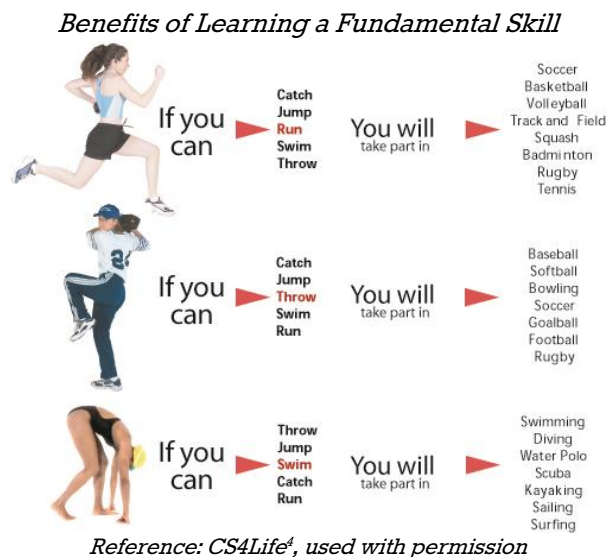 Benefits of Learning a Fundamental Skill
If you
can
Catch
Jump
Run
Swim
Throw
You will
take part in
Soccer
Basketball
Volleyball
Track and Field
Squash
Badminton
Rugby
Tennis
If you
can
Catch
Jump
Throw
Swim
Run
You will
take part in
Baseball
Softball
Bowling
Soccer
Goalball
Football
Rugby
If you
can
Throw
Jump
Swim
Catch
Run
You will
take part in
Swimming
Diving
Water Polo
Scuba
Kayaking
Sailing
Surfing
Reference: CS4Life⁴, used with permission